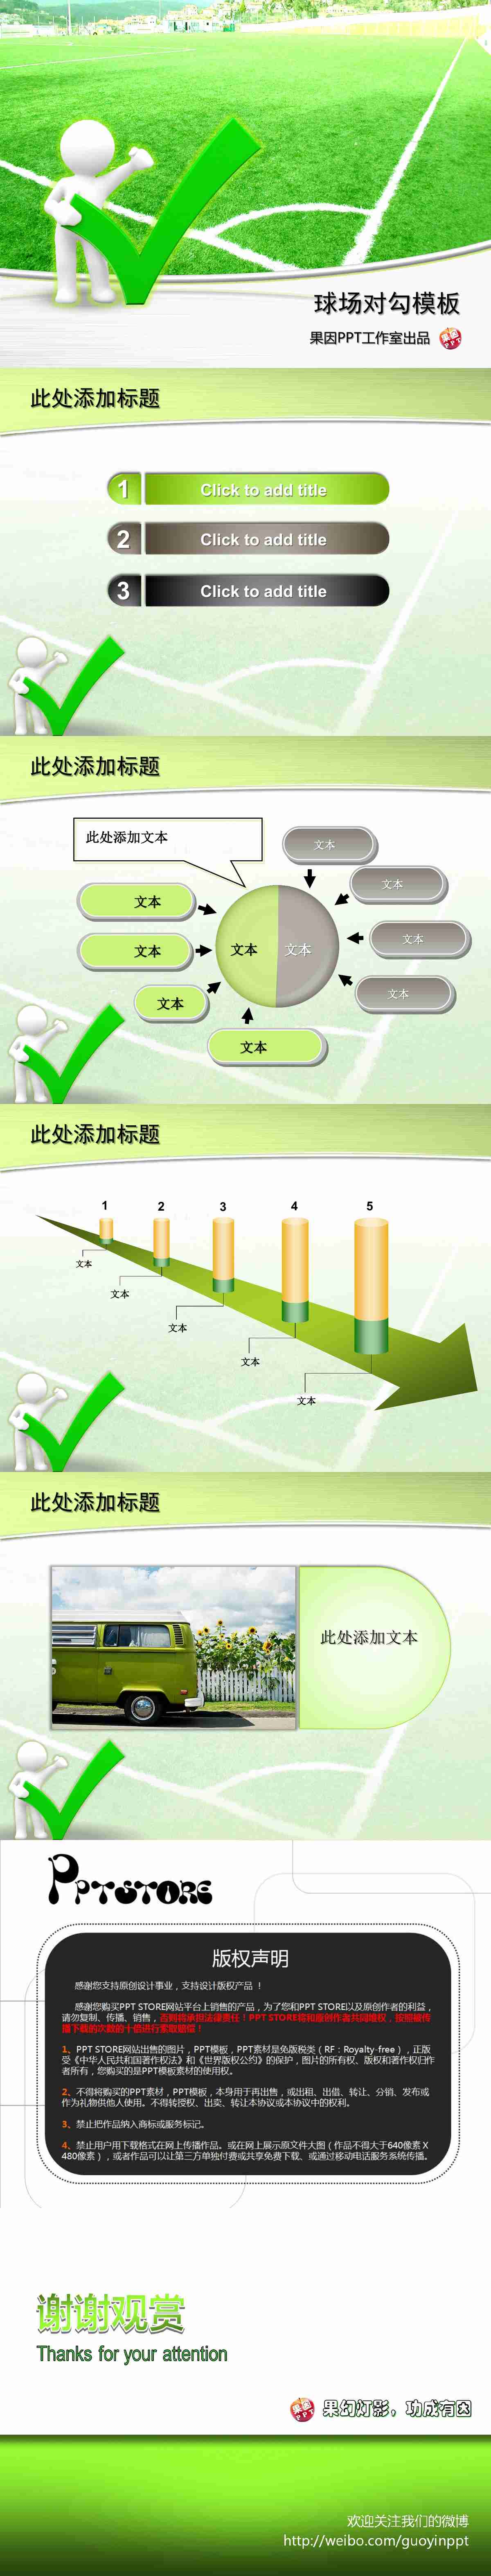 球场对勾模板
果因PPT工作室出品
此处添加标题
1 Click to add title
2 Click to add title
3 Click to add title
此处添加标题
此处添加文本
文本
文本
文本
文本
文本
文本
文本
文本
文本
文本
此处添加标题
1 2 3 4 5
文本
文本
文本
文本
文本
此处添加标题
此处添加文本
PPTSTORE
版权声明
感谢您支持原创设计事业，支持设计版权产品！
感谢您购买PPT STORE网站平台上销售的产品，为了您和PPT STORE以及原创作者的利益，
请勿复制、传播、销售，否则将承担法律责任！PPT STORE将和原创作者共同维权，按照被传
播下载的次数的十倍进行索取赔偿！
1、PPT STORE网站出售的图片，PPT模板，PPT素材是免版税类（RF：Royalty-free），正版
受《中华人民共和国著作权法》和《世界版权公约》的保护，图片的所有权、版权和著作权归作
者所有，您购买的是PPT模板素材的使用权。
2、不得将购买的PPT素材，PPT模板，本身用于再出售，或出租、出借、转让、分销、发布或
作为礼物供他人使用。不得转授权、出卖、转让本协议或本协议中的权利。
3、禁止把作品纳入商标或服务标记。
4、禁止用户用下载格式在网上传播作品。或在网上展示原文件大图（作品不得大于640像素 X
480像素），或者作品可以让第三方单独付费或共享免费下载、或通过移动电话服务系统传播。
谢谢观赏
Thanks for your attention
果幻灯影，功成有因
欢迎关注我们的微博
http://weibo.com/guoyinppt